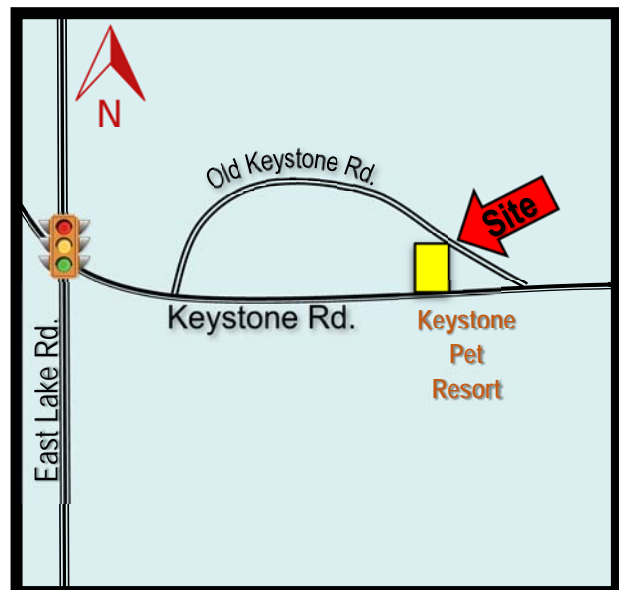 N
Old Keystone Rd.
Site
Keystone Rd.
Keystone
Pet
Resort
East Lake Rd.